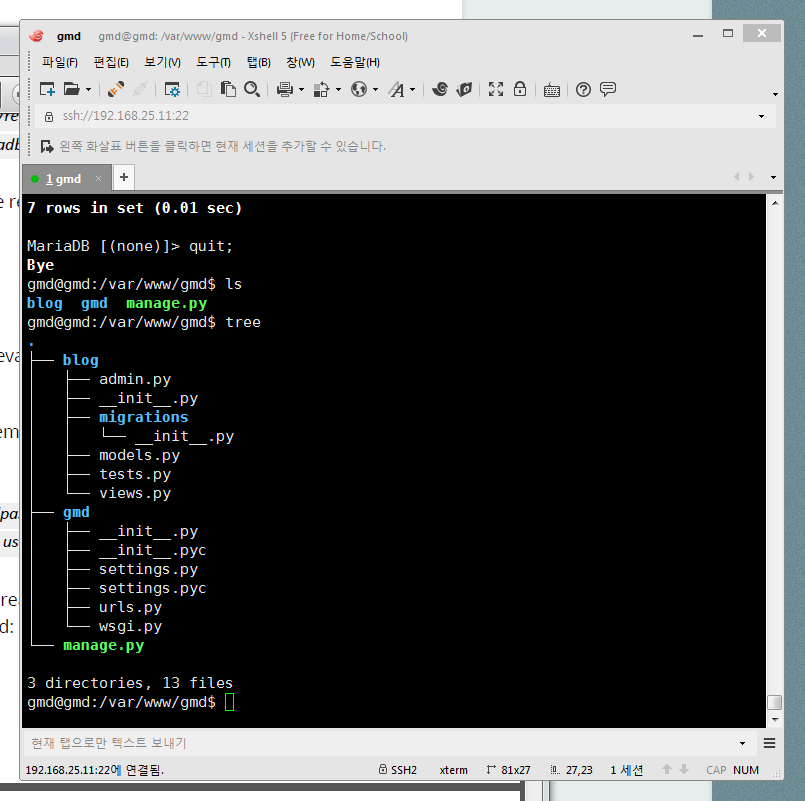 gmd gmd@gmd: /var/www/gmd - Xshell 5 (Free for Home/School)
파일(F) 편집(E) 보기(V) 도구(T) 탭(B) 창(W) 도움말(H)
ssh://192.168.25.11:22
왼쪽 화살표 버튼을 클릭하면 현재 세션을 추가할 수 있습니다.
1 gmd × +
7 rows in set (0.01 sec)
MariaDB [(none)]> quit;
Bye
gmd@gmd:/var/www/gmd$ ls
blog gmd manage.py
gmd@gmd:/var/www/gmd$ tree
.
├── blog
│   ├── admin.py
│   ├── __init__.py
│   ├── migrations
│   │   └── __init__.py
│   ├── models.py
│   ├── tests.py
│   └── views.py
├── gmd
│   ├── __init__.py
│   ├── __init__.pyc
│   ├── settings.py
│   ├── settings.pyc
│   ├── urls.py
│   └── wsgi.py
└── manage.py
3 directories, 13 files
gmd@gmd:/var/www/gmd$
현재 탭으로만 텍스트 보내기
192.168.25.11:22에 연결됨. SSH2 xterm 81x27 27,23 1 세션 CAP NUM